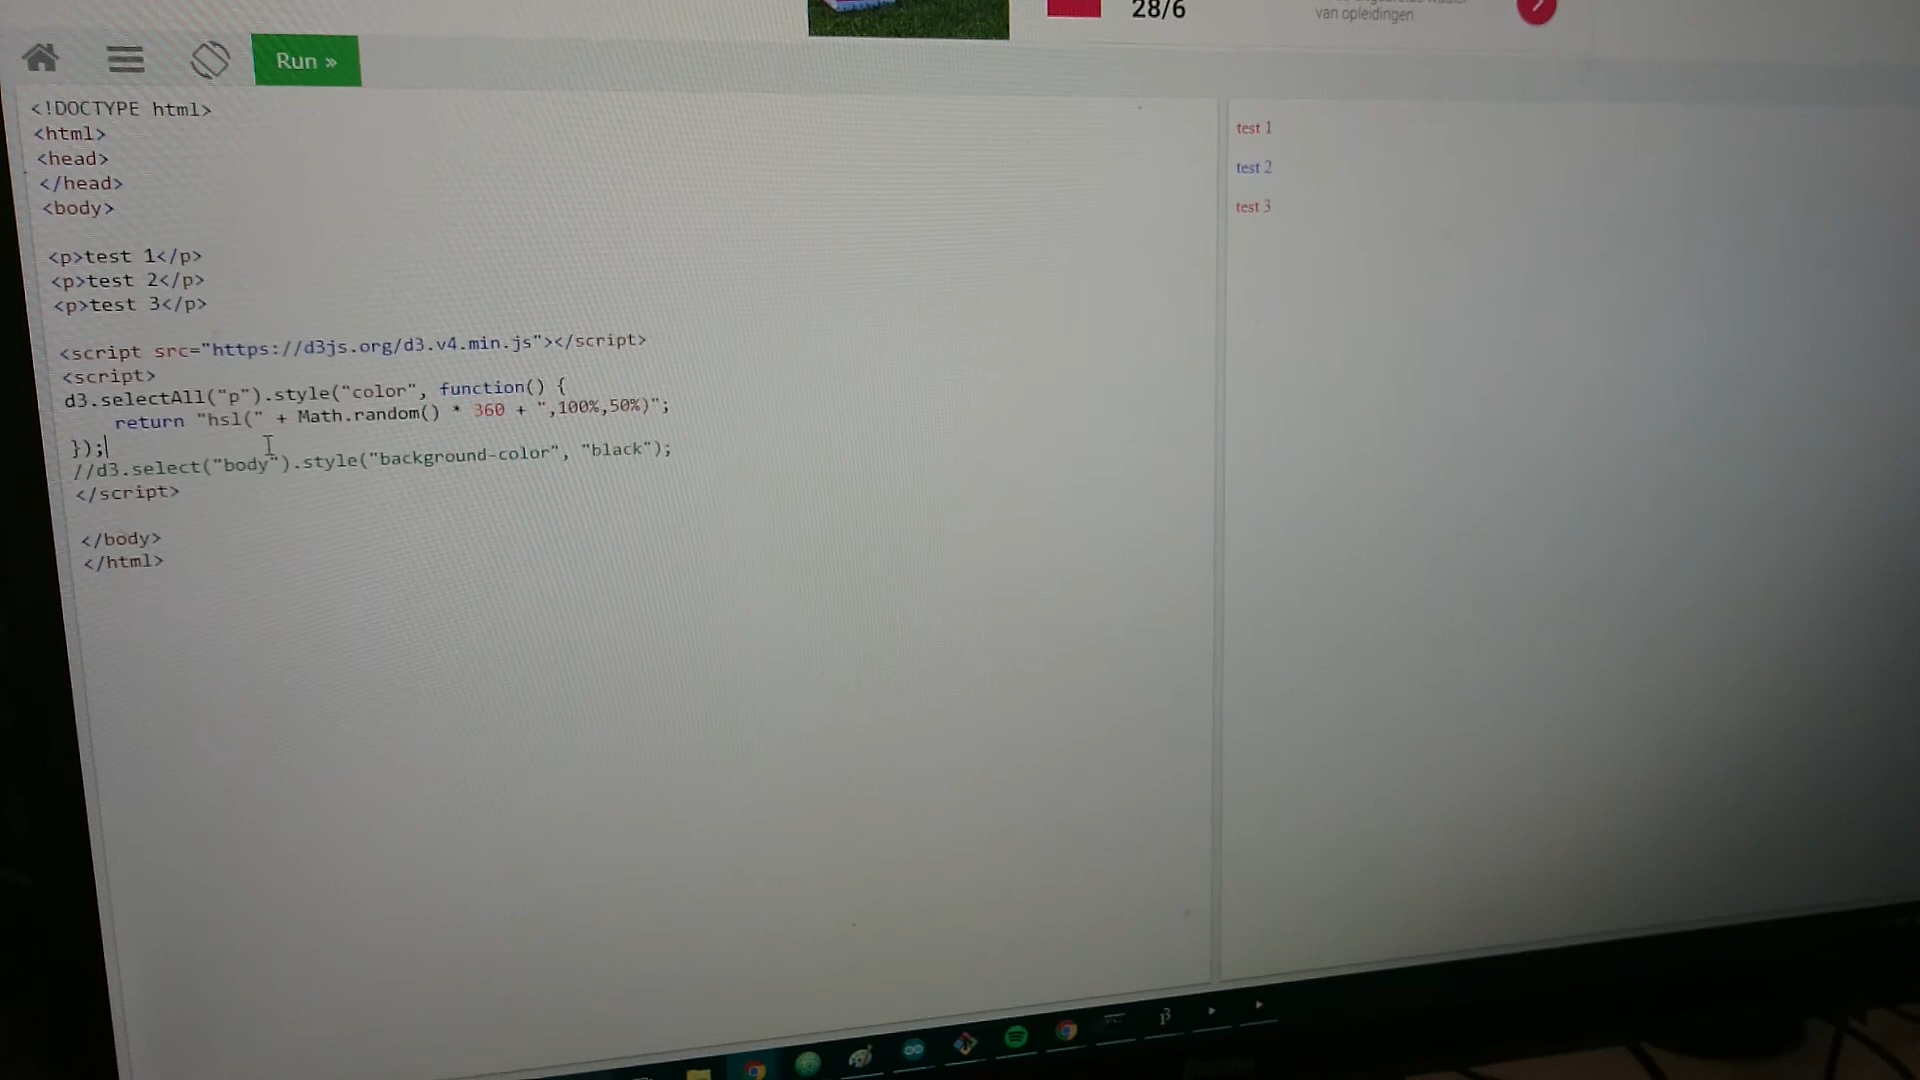 28/6
van opleidingen
Run »
<!DOCTYPE html>
<html>
<head>
</head>
<body>
<p>test 1</p>
<p>test 2</p>
<p>test 3</p>
<script src="https://d3js.org/d3.v4.min.js"></script>
<script>
d3.selectAll("p").style("color", function() {
return "hsl(" + Math.random() * 360 + ",100%,50%)";
});
//d3.select("body").style("background-color", "black");
</script>
</body>
</html>
test 1
test 2
test 3